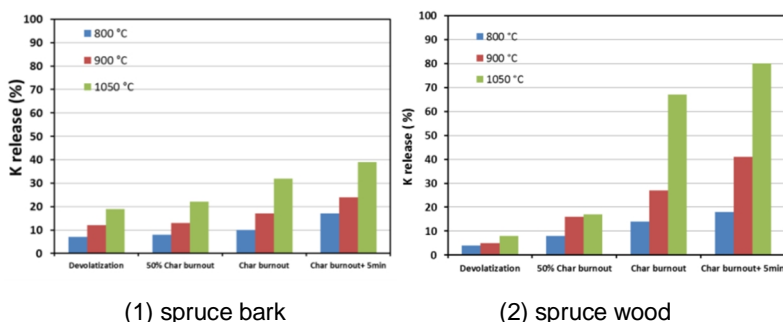 K release (%)
100
90
80
70
60
50
40
30
20
10
0
800 °C
900 °C
1050 °C
Devolatization
50% Char burnout
Char burnout
Char burnout+ 5min
(1) spruce bark
K release ( %)
100
90
80
70
60
50
40
30
20
10
0
800 °C
900 °C
1050 °C
Devolatization
50% Char burnout
Char burnout
Char burnout+ 5min
(2) spruce wood